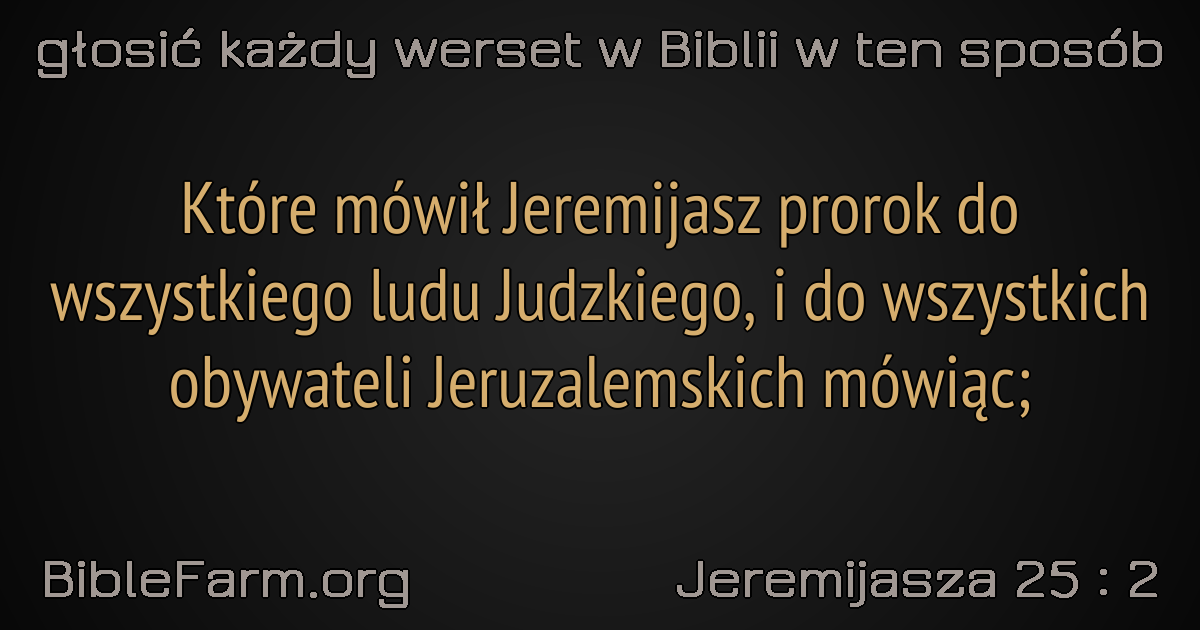 głosić każdy werset w Biblii w ten sposób
Które mówił Jeremijasz prorok do
wszystkiego ludu Judzkiego, i do wszystkich
obywateli Jeruzalemskich mówiąc;
BibleFarm.org
Jeremijasza 25 : 2